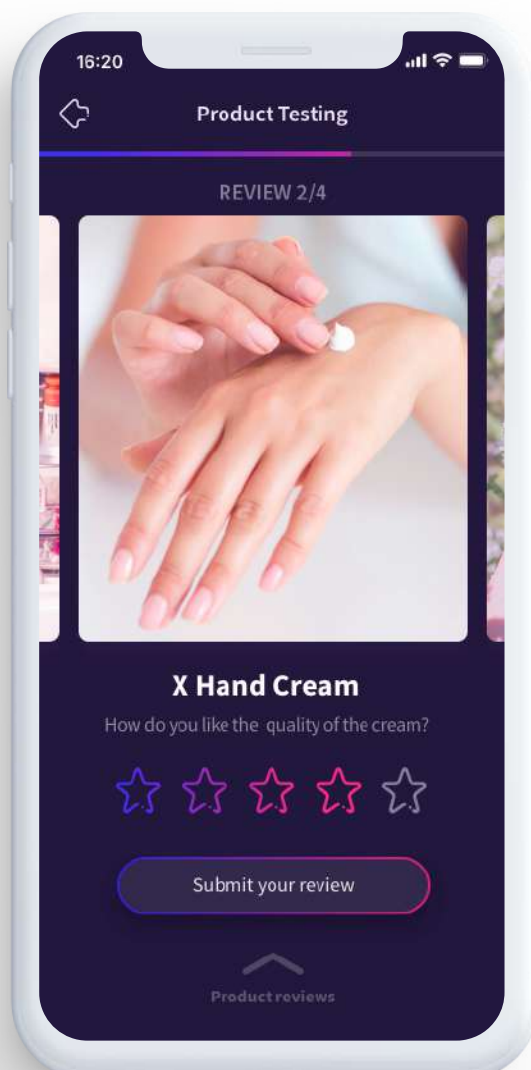 16:20
Product Testing
REVIEW 2/4
X Hand Cream
How do you like the quality of the cream?
Submit your review
Product reviews